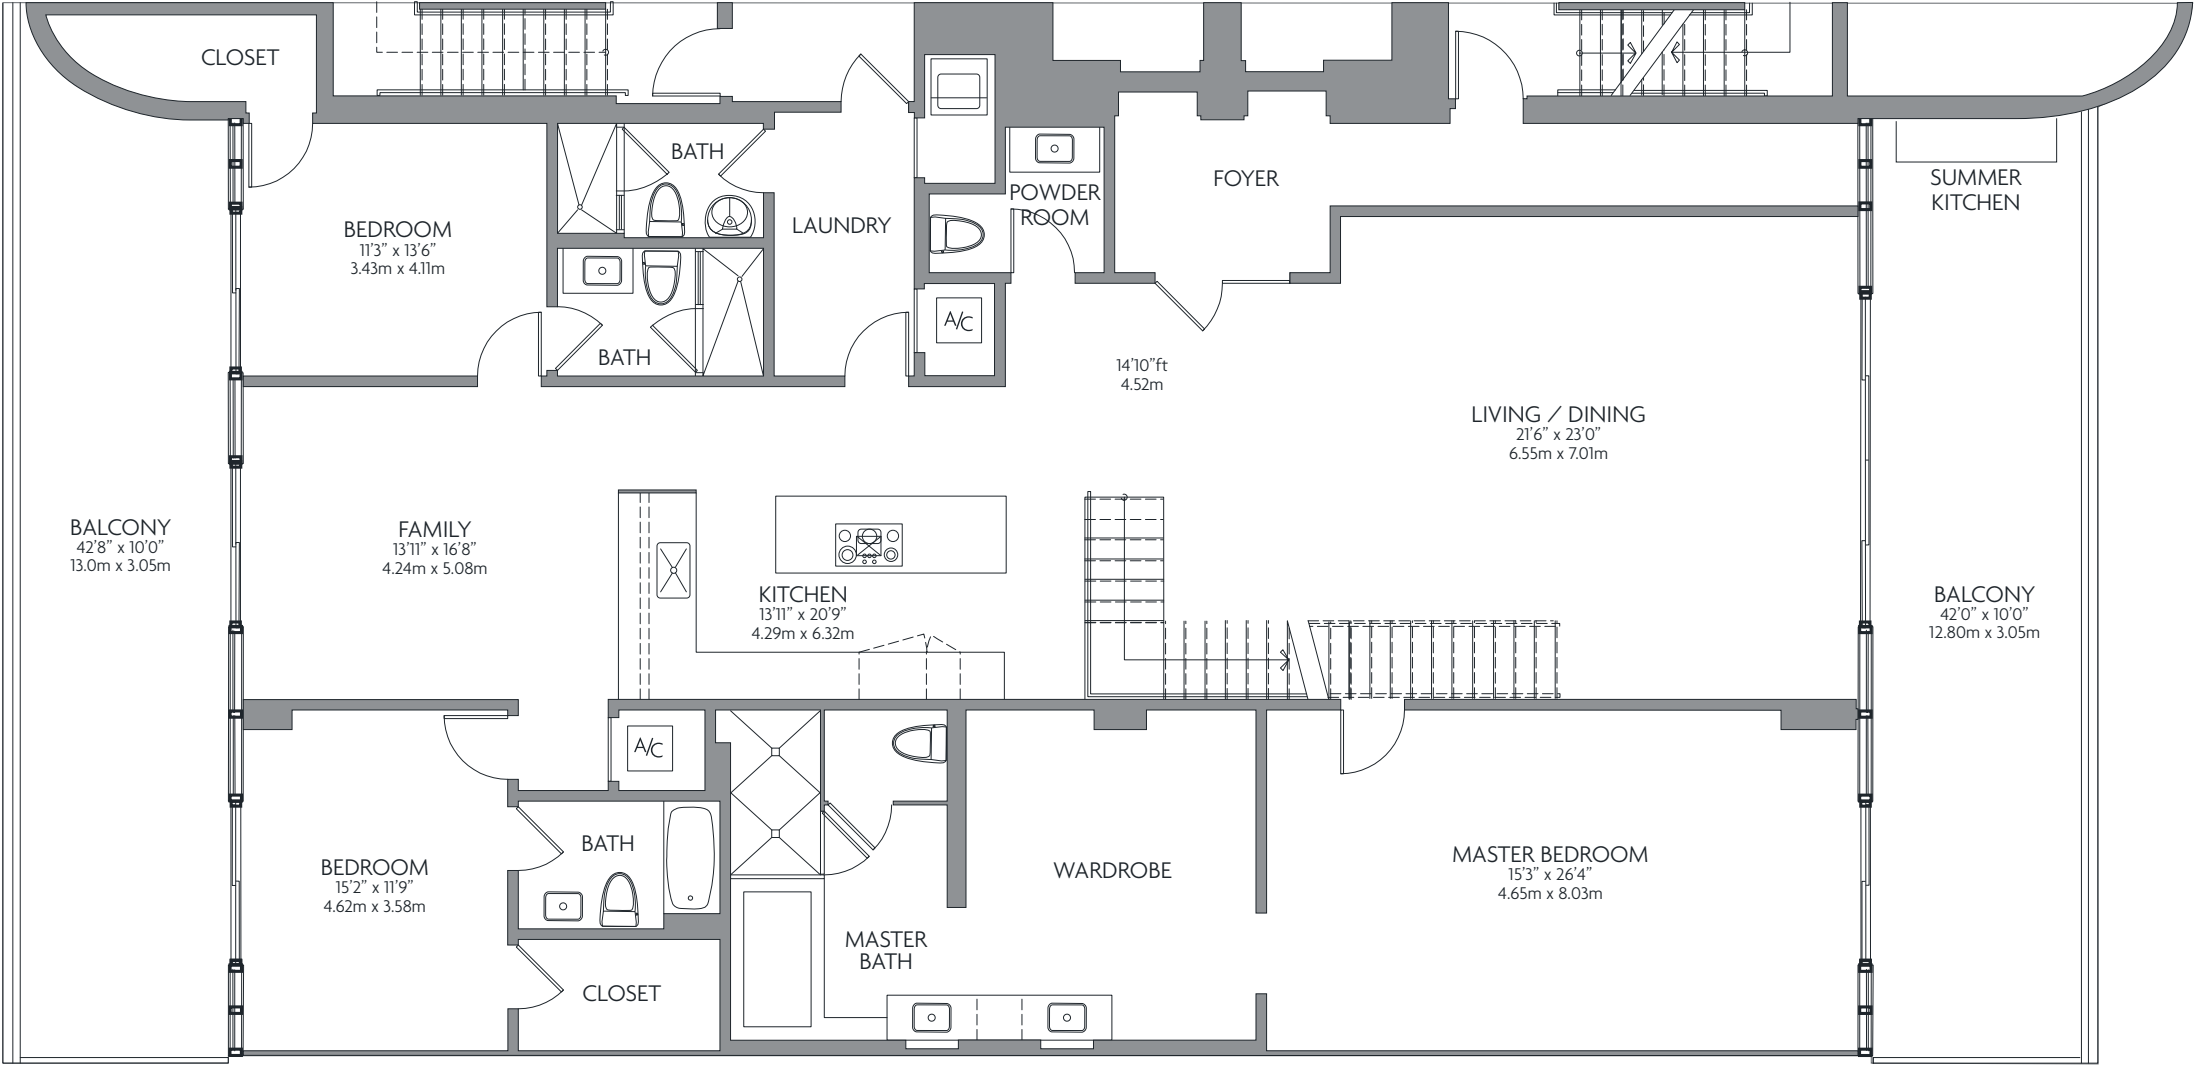 CLOSET
BATH
BEDROOM
11'3” x 13'6”
3.43m x 4.11m
LAUNDRY
POWDER
ROOM
FOYER
SUMMER
KITCHEN
A/C
BATH
14'10”ft
4.52m
LIVING / DINING
21'6” x 23'0”
6.55m x 7.01m
BALCONY
42'8” x 10'0”
13.0m x 3.05m
FAMILY
13'11” x 16'8”
4.24m x 5.08m
KITCHEN
13'11” x 20'9”
4.29m x 6.32m
BALCONY
42'0” x 10'0”
12.80m x 3.05m
A/C
BEDROOM
15'2” x 11'9”
4.62m x 3.58m
BATH
WARDROBE
MASTER BEDROOM
15'3” x 26'4”
4.65m x 8.03m
MASTER
BATH
CLOSET